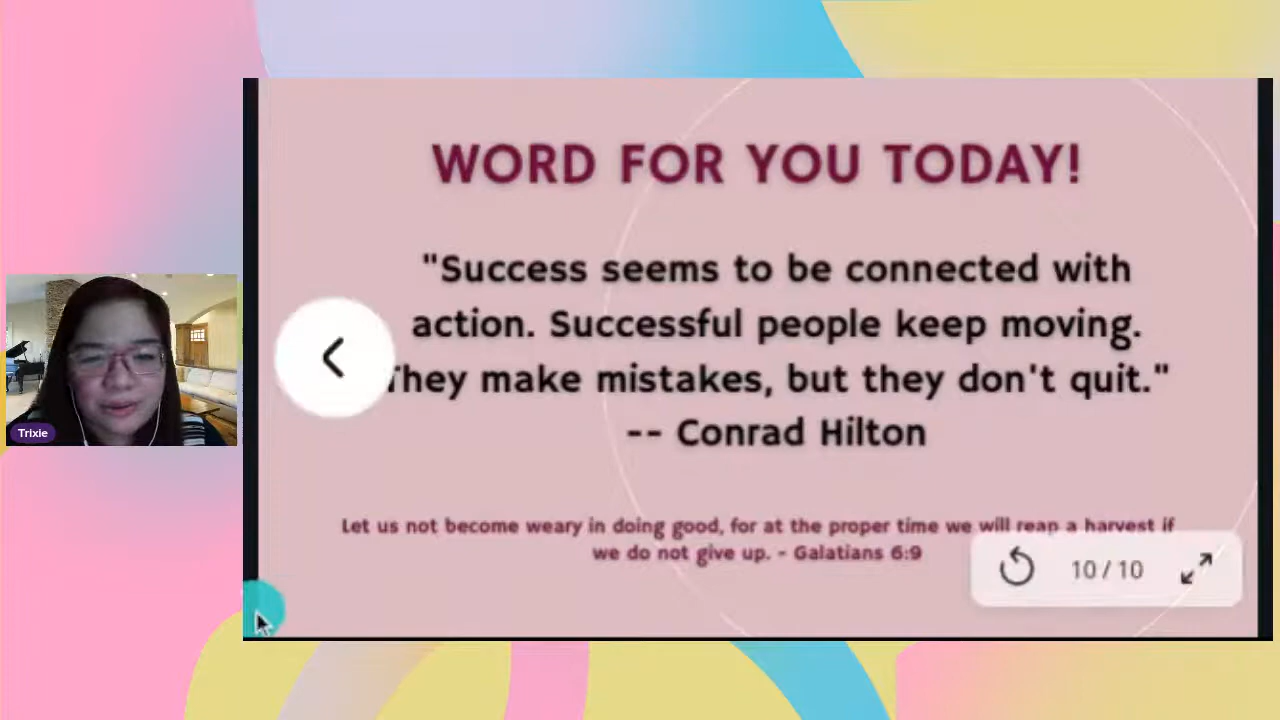 WORD FOR YOU TODAY!
"Success seems to be connected with
action. Successful people keep moving.
They make mistakes, but they don't quit."
-- Conrad Hilton
Let us not become weary in doing good, for at the proper time we will reap a harvest if
we do not give up. - Galatians 6:9
10 / 10
Trixie